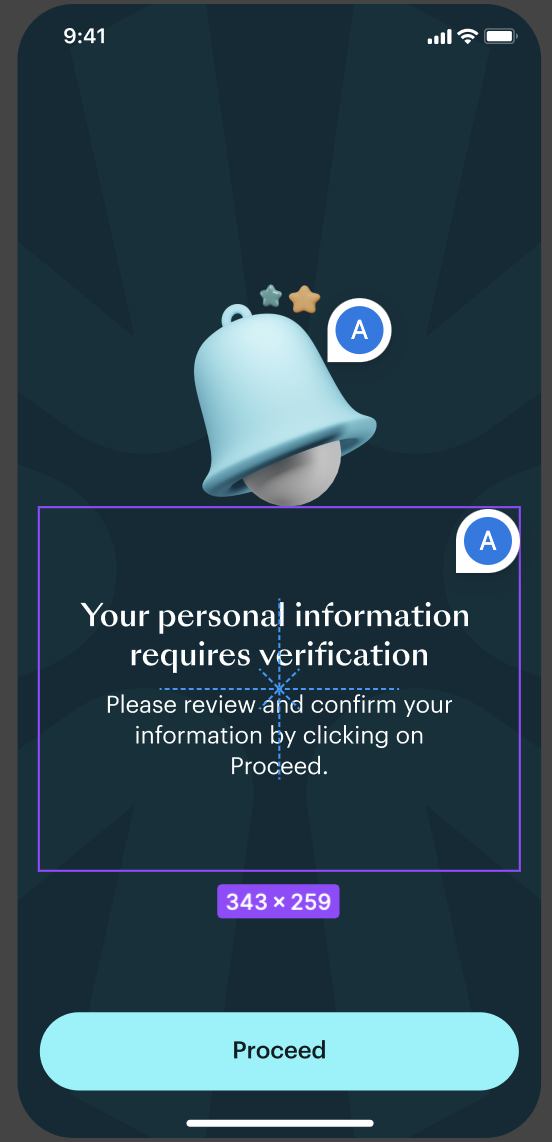 9:41
A
A
Your personal information
requires verification
Please review and confirm your
information by clicking on
Proceed.
343 × 259
Proceed